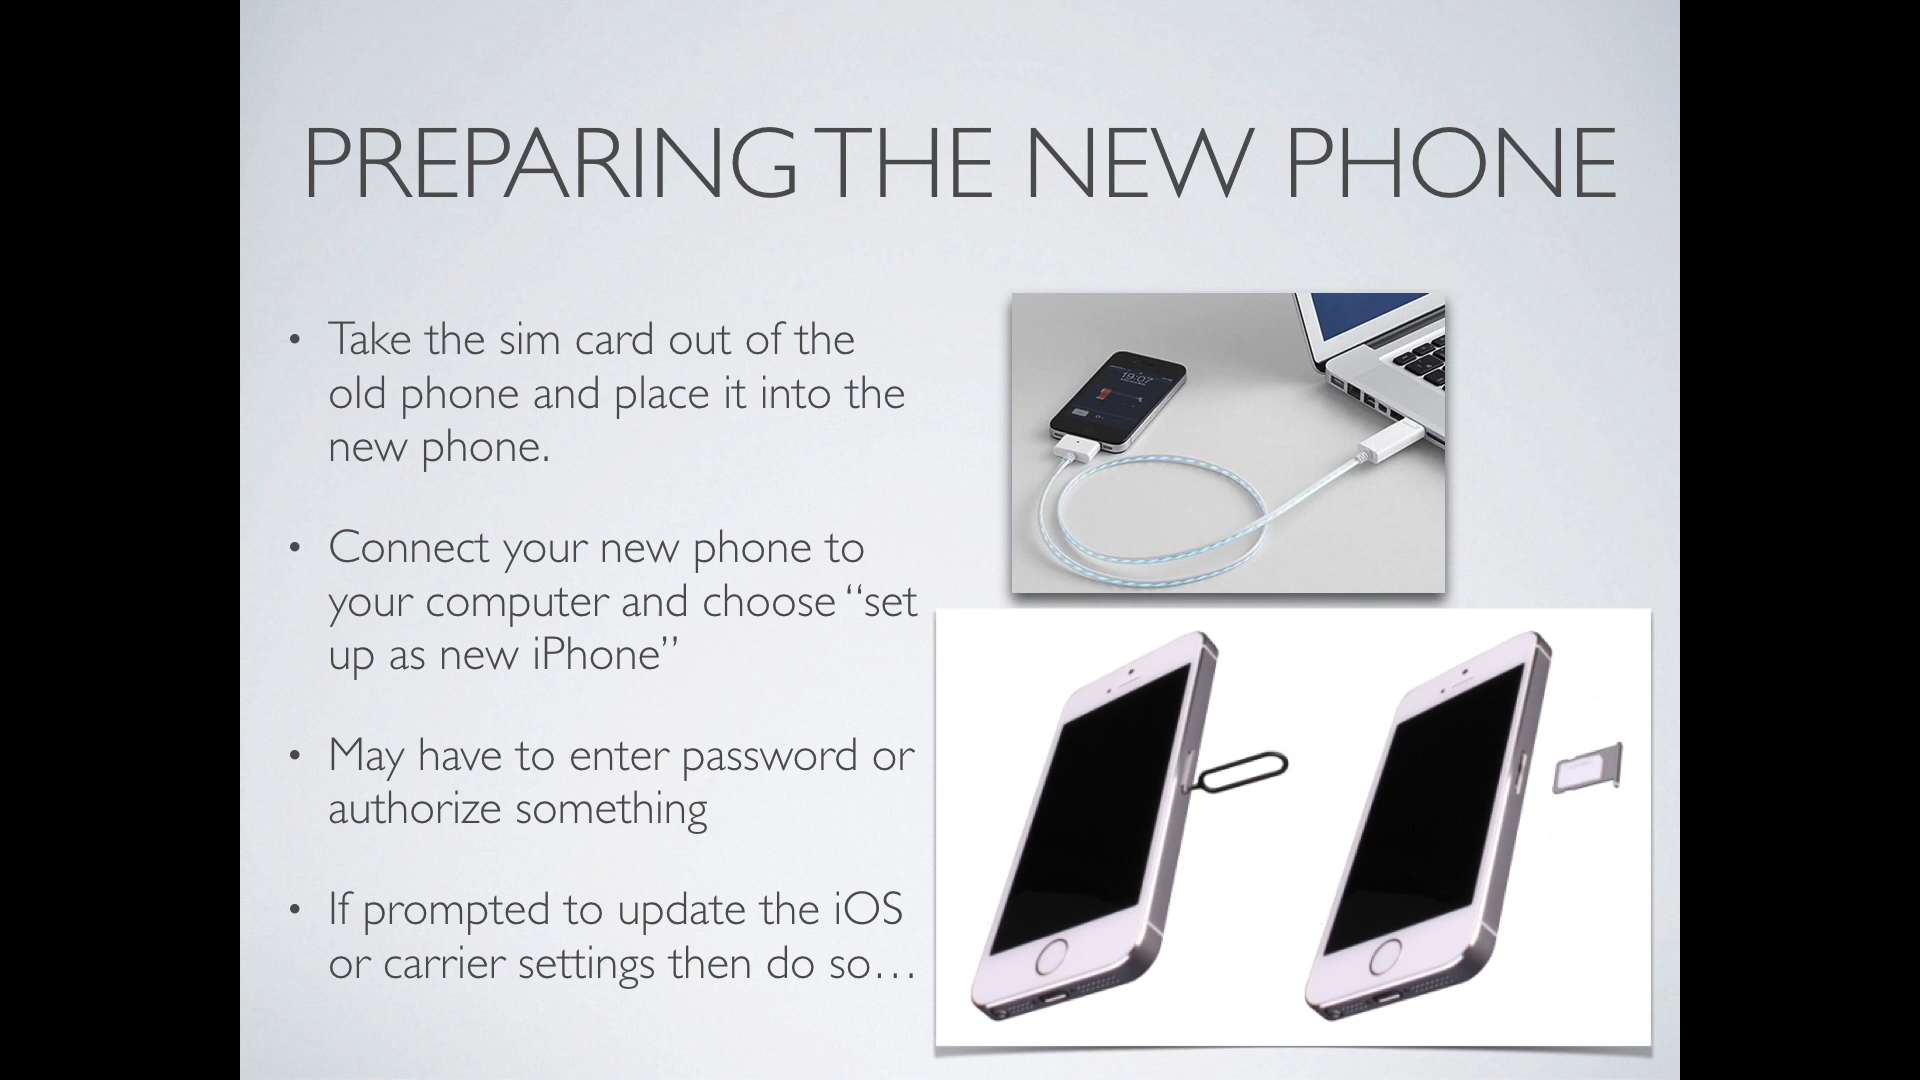 PREPARING THE NEW PHONE
• Take the sim card out of the
old phone and place it into the
new phone.
• Connect your new phone to
your computer and choose “set
up as new iPhone”
• May have to enter password or
authorize something
• If prompted to update the iOS
or carrier settings then do so…
19:07